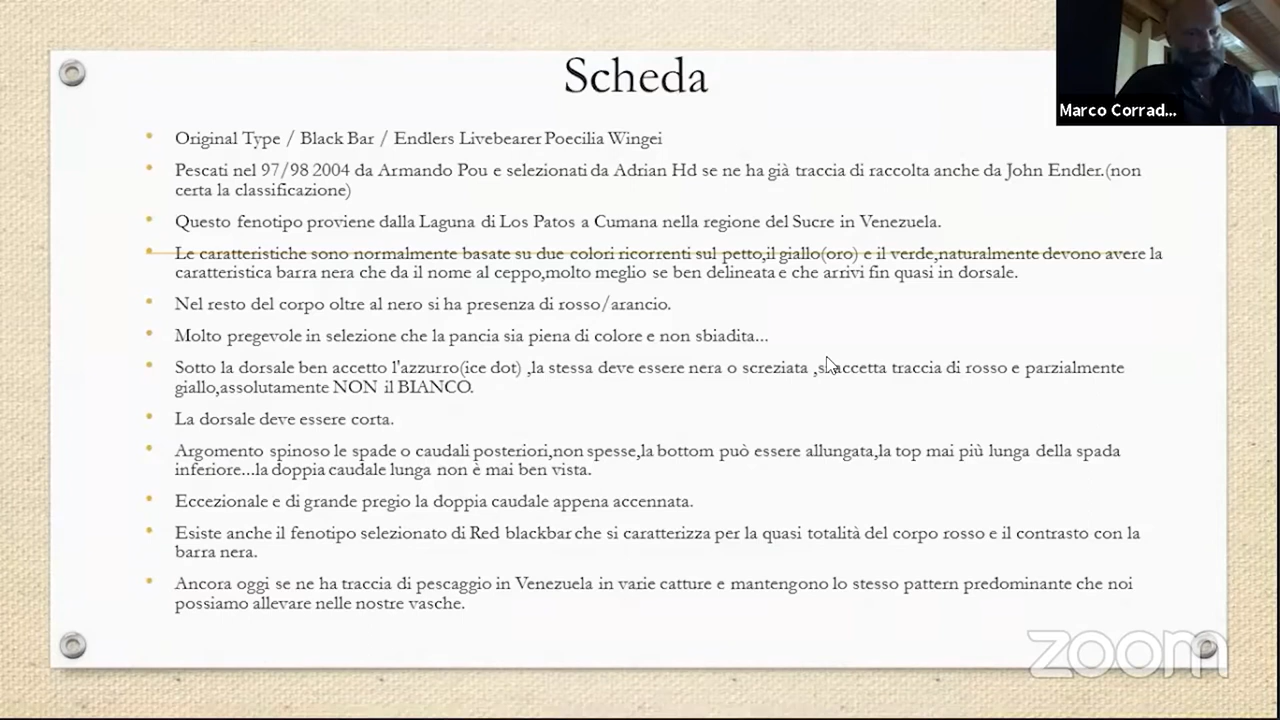 Scheda
Marco Corrad...
• Original Type / Black Bar / Endlers Livebearer Poecilia Wingei
• Pescati nel 97/98 2004 da Armando Pou e selezionati da Adrian Hd se ne ha già traccia di raccolta anche da John Endler.(non
certa la classificazione)
• Questo fenotipo proviene dalla Laguna di Los Patos a Cumana nella regione del Sucre in Venezuela.
• Le caratteristiche sono normalmente basate su due colori ricorrenti sul petto,il giallo(oro) e il verde,naturalmente devono avere la
caratteristica barra nera che da il nome al ceppo,molto meglio se ben delineata e che arrivi fin quasi in dorsale.
• Nel resto del corpo oltre al nero si ha presenza di rosso/arancio.
• Molto pregevole in selezione che la pancia sia piena di colore e non sbiadita...
• Sotto la dorsale ben accetto l'azzurro(ice dot) ,la stessa deve essere nera o screziata ,si accetta traccia di rosso e parzialmente
giallo,assolutamente NON il BIANCO.
• La dorsale deve essere corta.
• Argomento spinoso le spade o caudali posteriori,non spesse,la bottom può essere allungata,la top mai più lunga della spada
inferiore...la doppia caudale lunga non è mai ben vista.
• Eccezionale e di grande pregio la doppia caudale appena accennata.
• Esiste anche il fenotipo selezionato di Red blackbar che si caratterizza per la quasi totalità del corpo rosso e il contrasto con la
barra nera.
• Ancora oggi se ne ha traccia di pescaggio in Venezuela in varie catture e mantengono lo stesso pattern predominante che noi
possiamo allevare nelle nostre vasche.
zoom